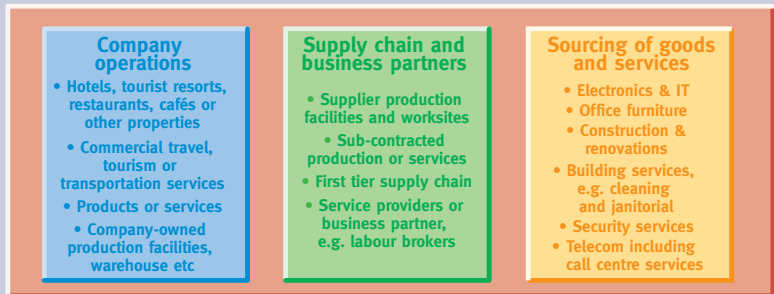 Company
operations
• Hotels, tourist resorts,
restaurants, cafés or
other properties
• Commercial travel,
tourism or
transportation services
• Products or services
• Company-owned
production facilities,
warehouse etc
Supply chain and
business partners
• Supplier production
facilities and worksites
• Sub-contracted
production or services
• First tier supply chain
• Service providers or
business partner,
e.g. labour brokers
Sourcing of goods
and services
• Electronics & IT
• Office furniture
• Construction &
renovations
• Building services,
e.g. cleaning
and janitorial
• Security services
• Telecom including
call centre services